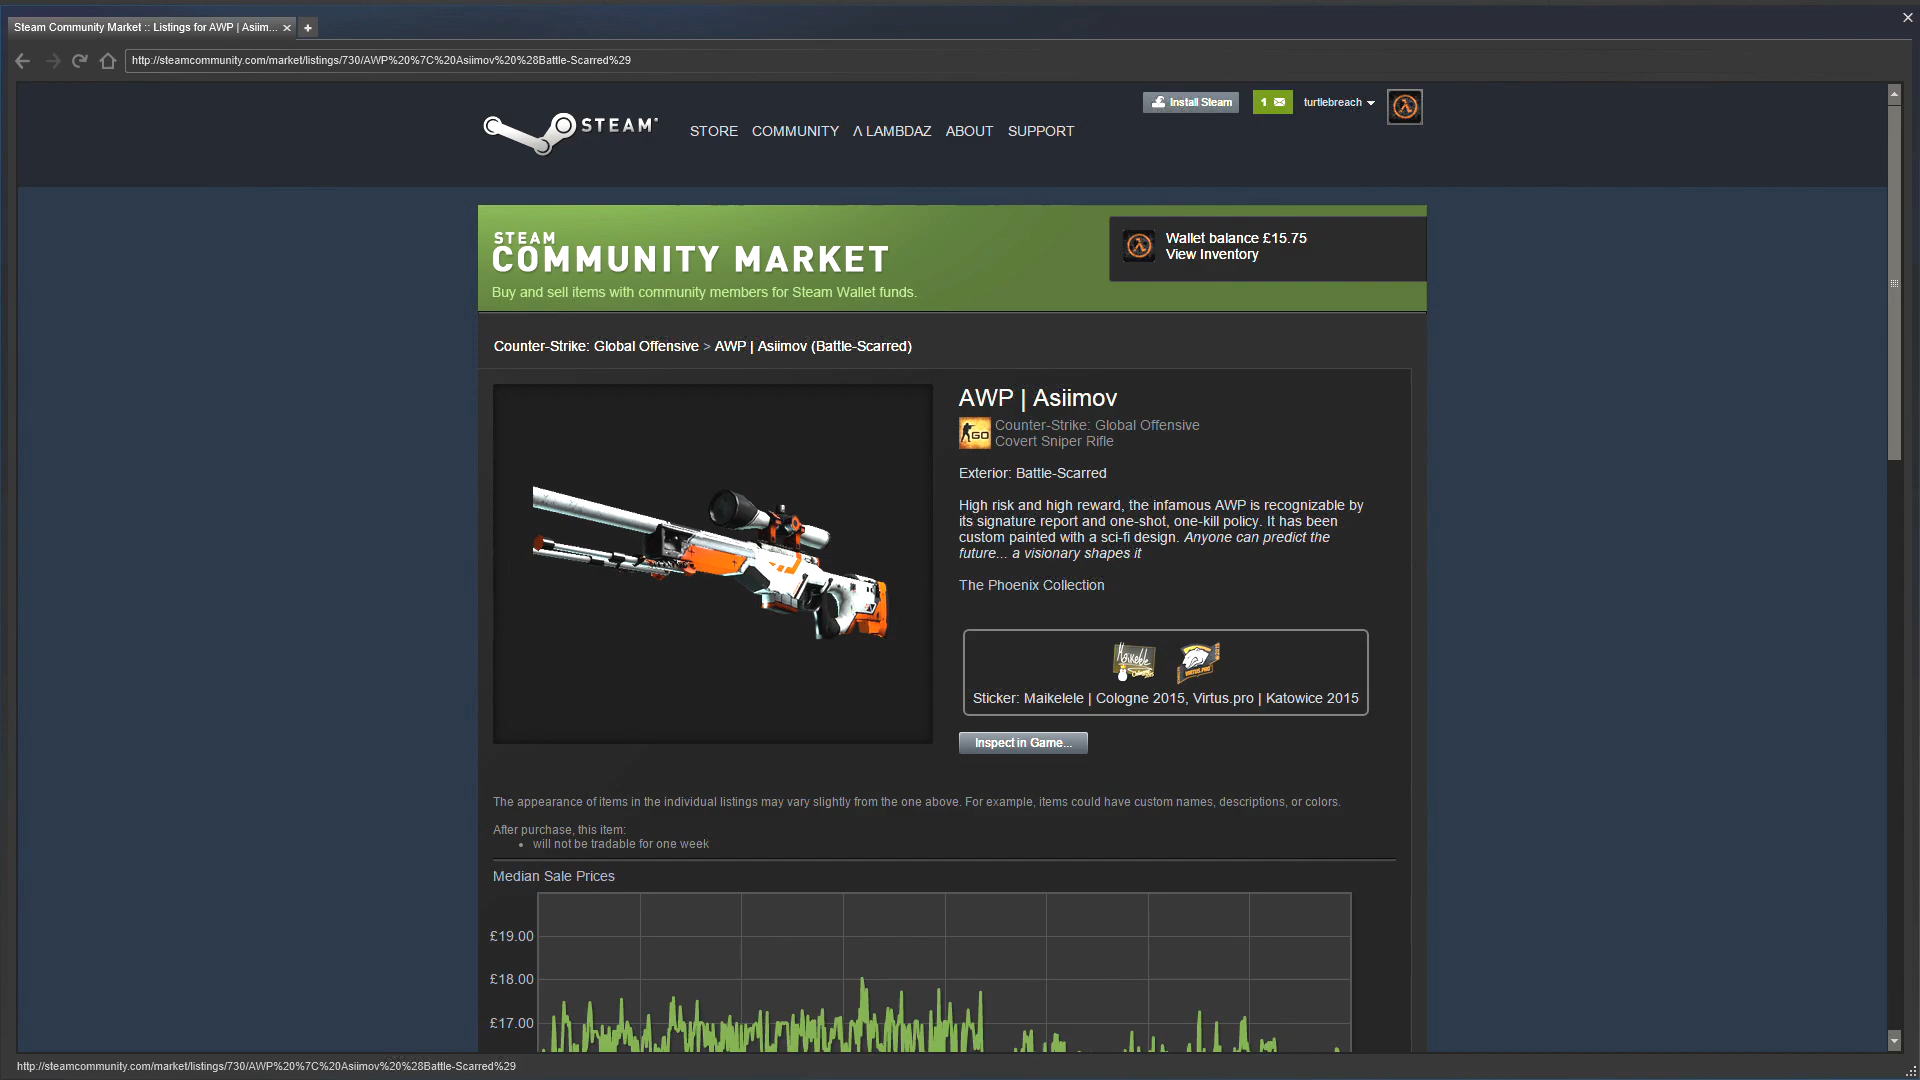 Steam Community Market :: Listings for AWP | Asiim...
http://steamcommunity.com/market/listings/730/AWP%20%7C%20Asiimov%20%28Battle-Scarred%29
Install Steam
1
turtlebreach
STEAM
STORE COMMUNITY Λ LAMBDAZ ABOUT SUPPORT
STEAM
COMMUNITY MARKET
Buy and sell items with community members for Steam Wallet funds.
Wallet balance £15.75
View Inventory
Counter-Strike: Global Offensive > AWP | Asiimov (Battle-Scarred)
AWP | Asiimov
GO
Counter-Strike: Global Offensive
Covert Sniper Rifle
Exterior: Battle-Scarred
High risk and high reward, the infamous AWP is recognizable by
its signature report and one-shot, one-kill policy. It has been
custom painted with a sci-fi design. Anyone can predict the
future... a visionary shapes it
The Phoenix Collection
Maikelele
VIRTUS.PRO
Sticker: Maikelele | Cologne 2015, Virtus.pro | Katowice 2015
Inspect in Game...
The appearance of items in the individual listings may vary slightly from the one above. For example, items could have custom names, descriptions, or colors.
After purchase, this item:
• will not be tradable for one week
Median Sale Prices
£19.00
£18.00
£17.00
http://steamcommunity.com/market/listings/730/AWP%20%7C%20Asiimov%20%28Battle-Scarred%29